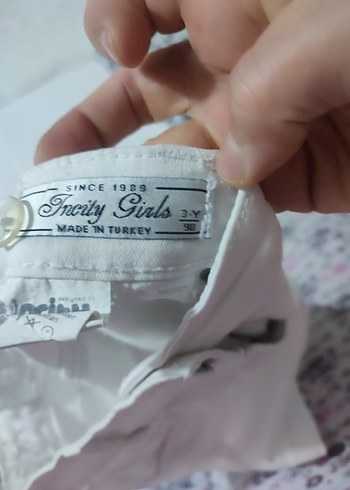 SINCE 1989
Incity Girls 3-Y
98
MADE IN TURKEY